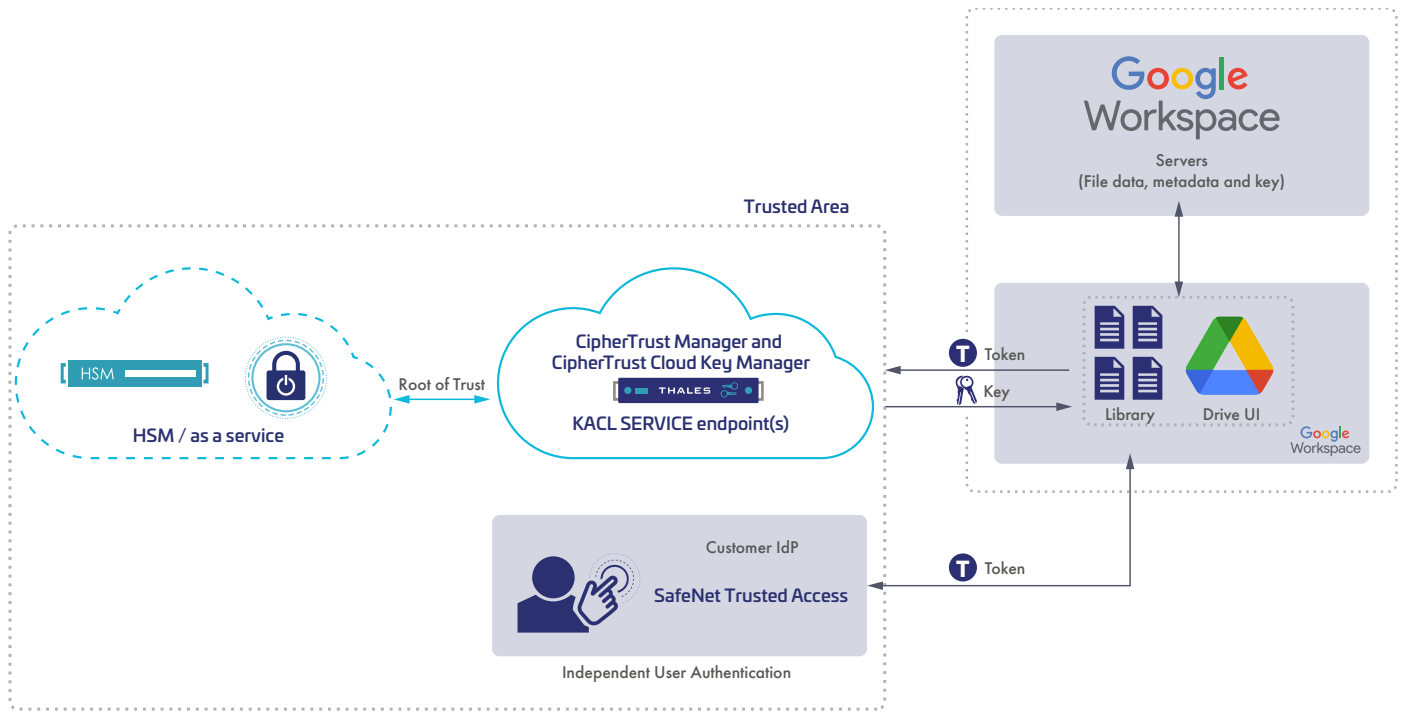 Google
Workspace
Servers
(File data, metadata and key)
Trusted Area
HSM
HSM / as a service
Root of Trust
CipherTrust Manager and
CipherTrust Cloud Key Manager
THALES
KACL SERVICE endpoint(s)
T Token
Key
Library
Drive UI
Google
Workspace
Customer IdP
SafeNet Trusted Access
T Token
Independent User Authentication